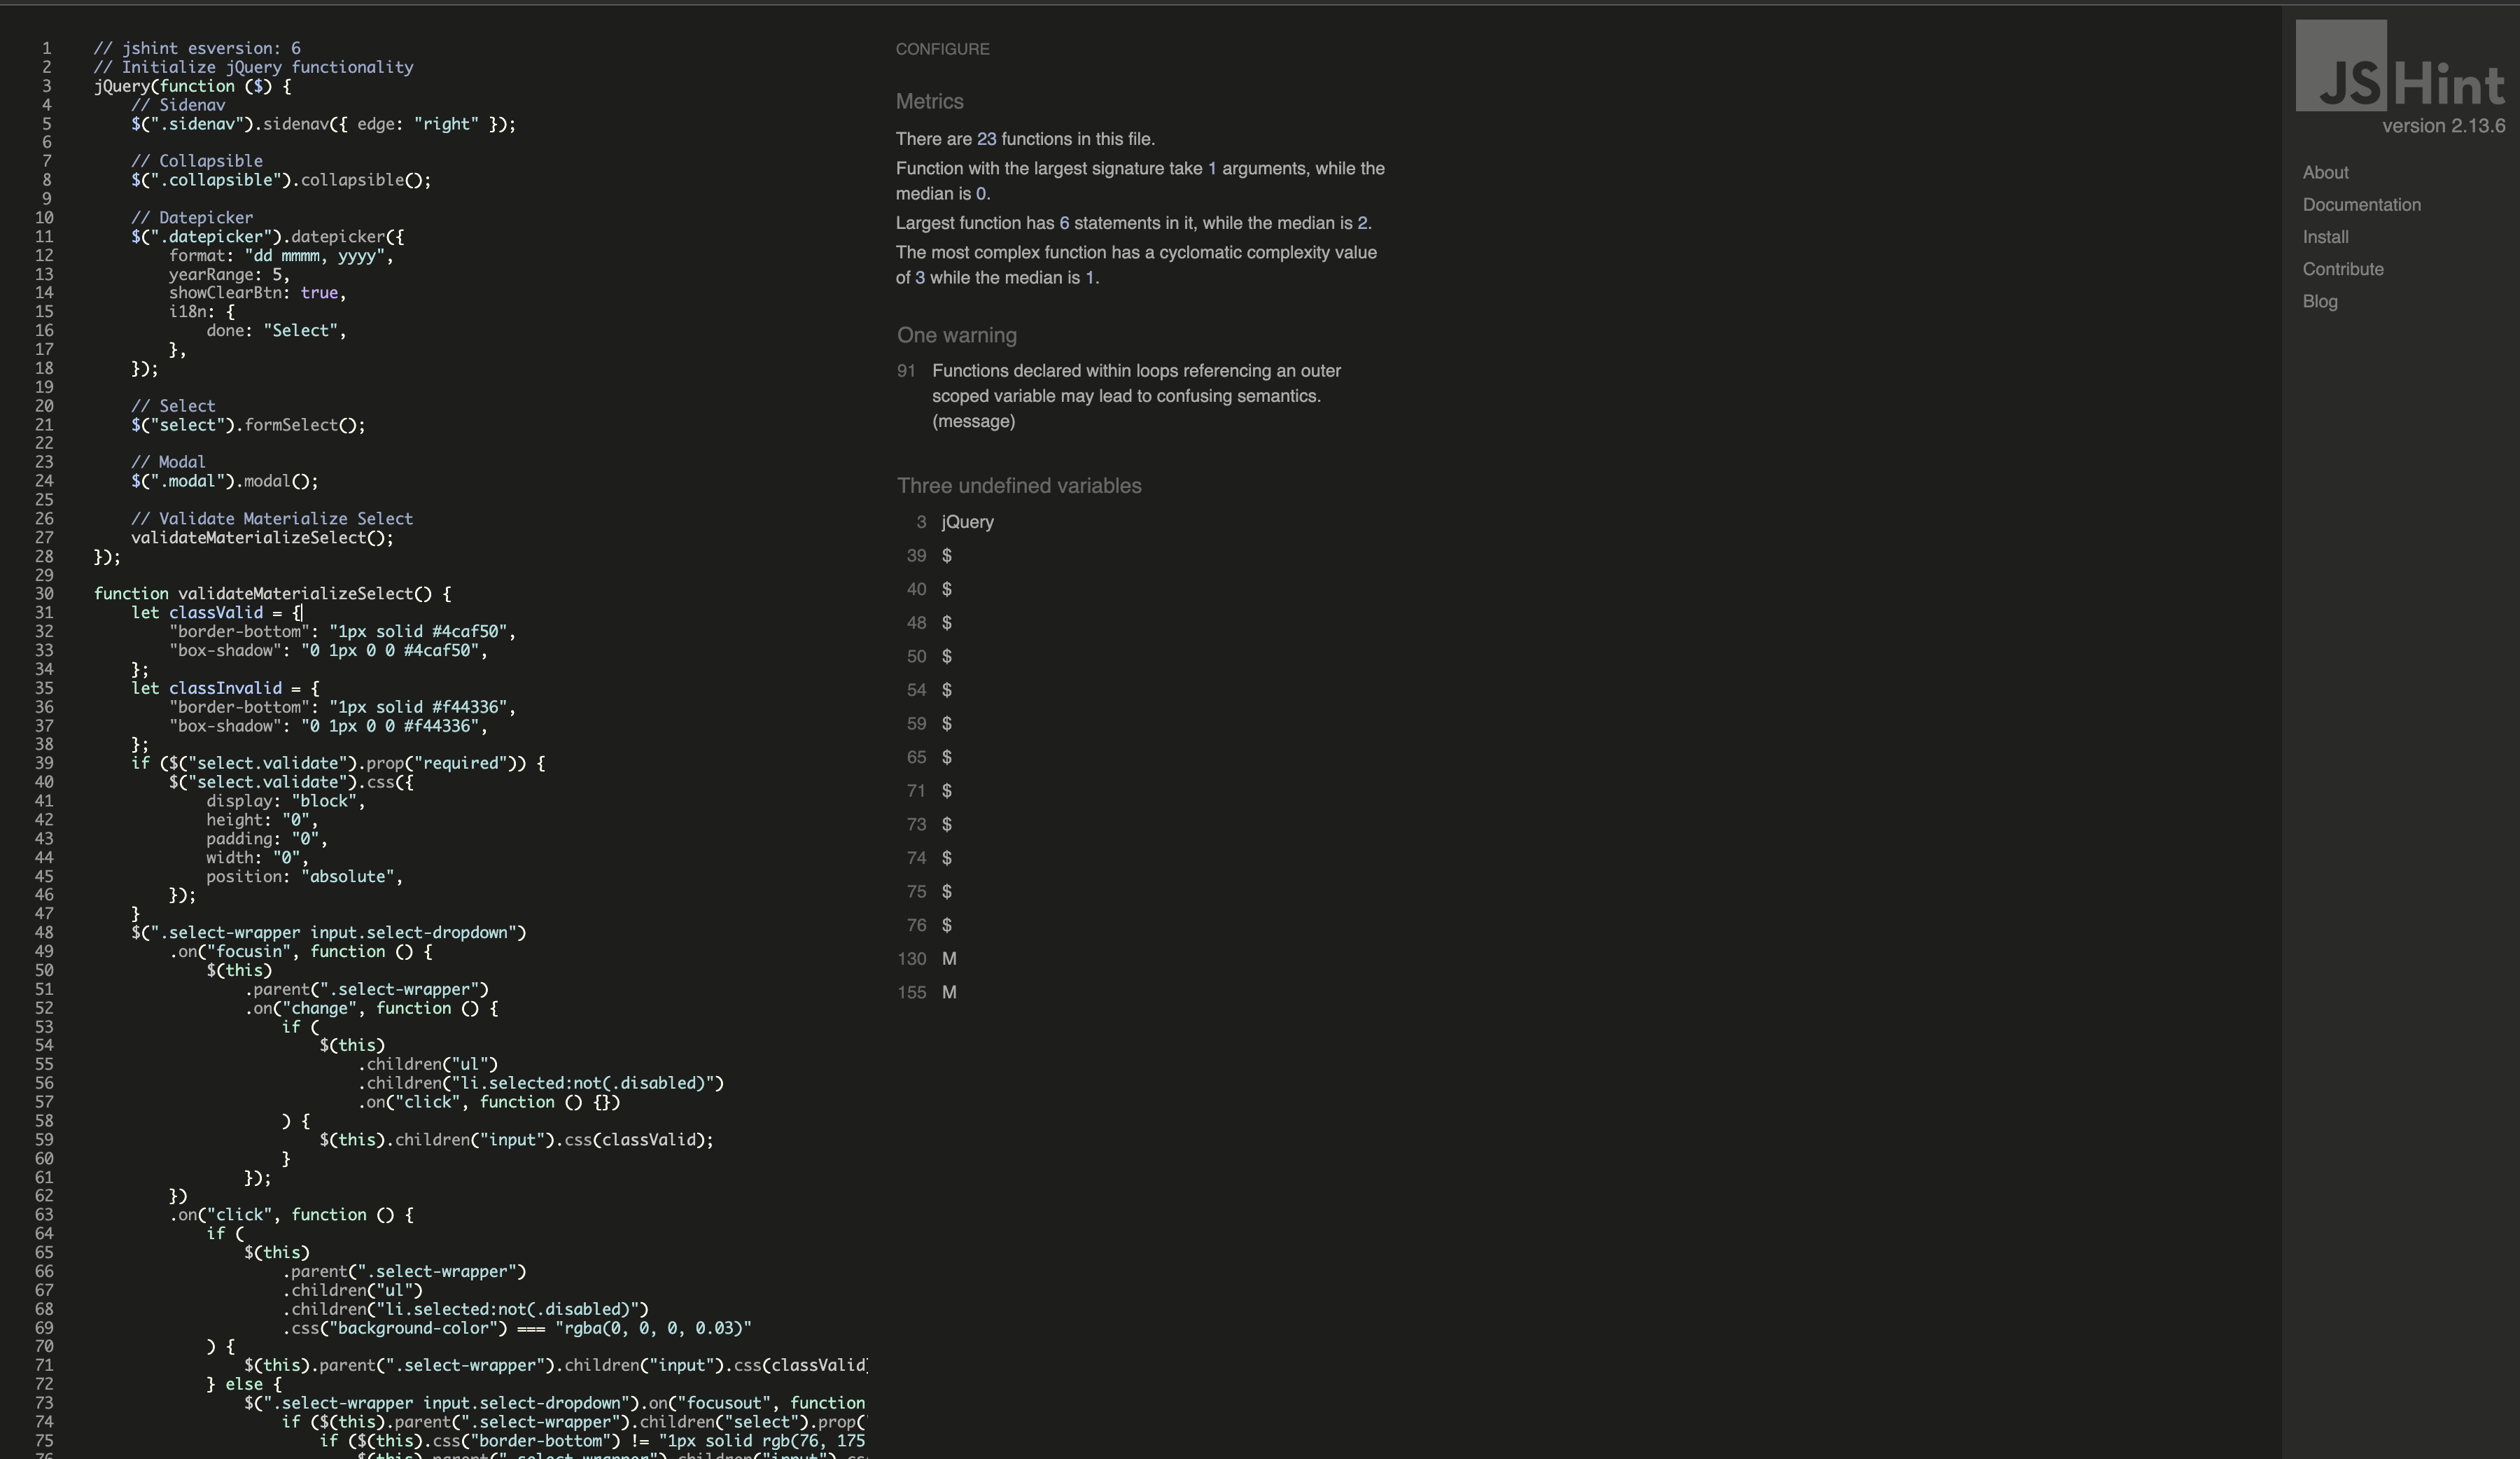 1 // jshint esversion: 6
2 // Initialize jQuery functionality
3 jQuery(function ($) {
4 // Sidenav
5 $(".sidenav").sidenav({ edge: "right" });
6
7 // Collapsible
8 $(".collapsible").collapsible();
9
10 // Datepicker
11 $(".datepicker").datepicker({
12 format: "dd mmmm, yyyy",
13 yearRange: 5,
14 showClearBtn: true,
15 i18n: {
16 done: "Select",
17 },
18 });
19
20 // Select
21 $("select").formSelect();
22
23 // Modal
24 $(".modal").modal();
25
26 // Validate Materialize Select
27 validateMaterializeSelect();
28 });
29
30 function validateMaterializeSelect() {
31 let classValid = {
32 "border-bottom": "1px solid #4caf50",
33 "box-shadow": "0 1px 0 0 #4caf50",
34 };
35 let classInvalid = {
36 "border-bottom": "1px solid #f44336",
37 "box-shadow": "0 1px 0 0 #f44336",
38 };
39 if ($("select.validate").prop("required")) {
40 $("select.validate").css({
41 display: "block",
42 height: "0",
43 padding: "0",
44 width: "0",
45 position: "absolute",
46 });
47 }
48 $(".select-wrapper input.select-dropdown")
49 .on("focusin", function () {
50 $(this)
51 .parent(".select-wrapper")
52 .on("change", function () {
53 if (
54 $(this)
55 .children("ul")
56 .children("li.selected:not(.disabled)")
57 .on("click", function () {})
58 ) {
59 $(this).children("input").css(classValid);
60 }
61 });
62 })
63 .on("click", function () {
64 if (
65 $(this)
66 .parent(".select-wrapper")
67 .children("ul")
68 .children("li.selected:not(.disabled)")
69 .css("background-color") === "rgba(0, 0, 0, 0.03)"
70 ) {
71 $(this).parent(".select-wrapper").children("input").css(classValid)
72 } else {
73 $(".select-wrapper input.select-dropdown").on("focusout", function
74 if ($(this).parent(".select-wrapper").children("select").prop(
75 if ($(this).css("border-bottom") != "1px solid rgb(76, 175
76 $(this).parent(".select-wrapper").children("input").cs
CONFIGURE
Metrics
There are 23 functions in this file.
Function with the largest signature take 1 arguments, while the
median is 0.
Largest function has 6 statements in it, while the median is 2.
The most complex function has a cyclomatic complexity value
of 3 while the median is 1.
One warning
91 Functions declared within loops referencing an outer
scoped variable may lead to confusing semantics.
(message)
Three undefined variables
3 jQuery
39 $
40 $
48 $
50 $
54 $
59 $
65 $
71 $
73 $
74 $
75 $
76 $
130 M
155 M
JSHint
version 2.13.6
About
Documentation
Install
Contribute
Blog